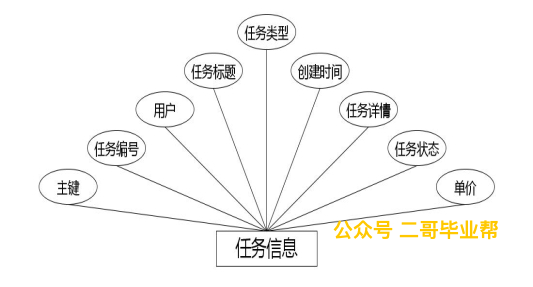 任务类型
任务标题
创建时间
用户
任务详情
任务编号
任务状态
主键
单价
公众号 二哥毕业帮
任务信息